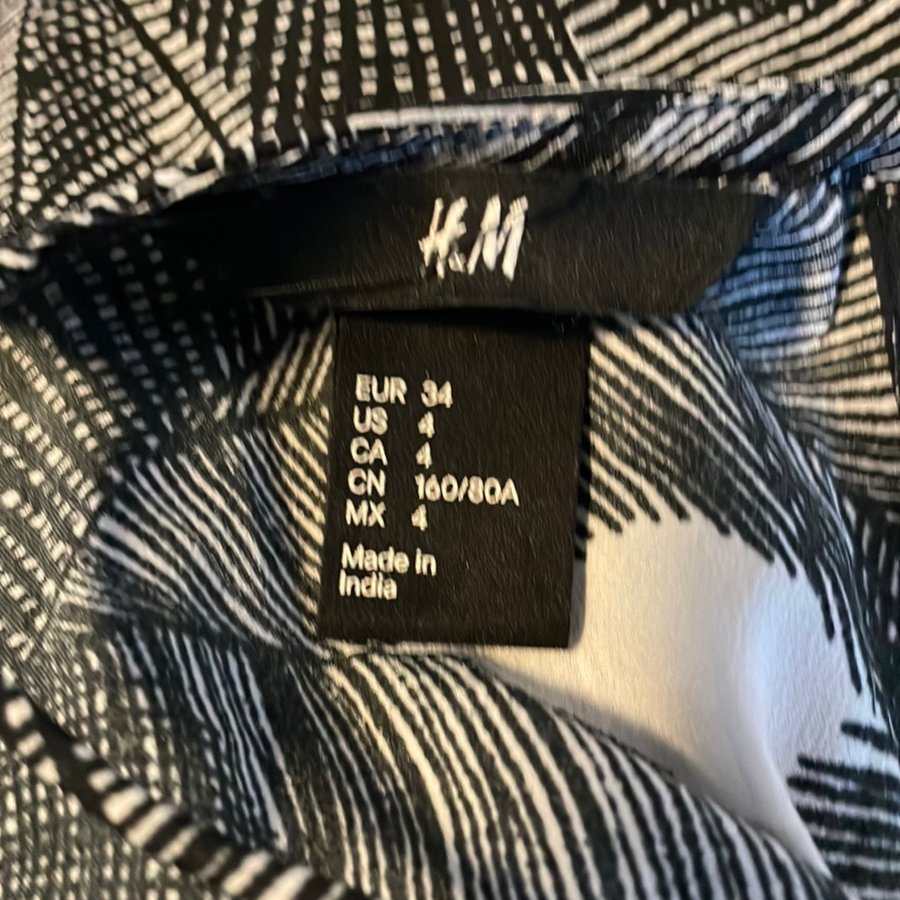 H&M
EUR 34
US 4
CA 4
CN 160/80A
MX 4
Made in
India